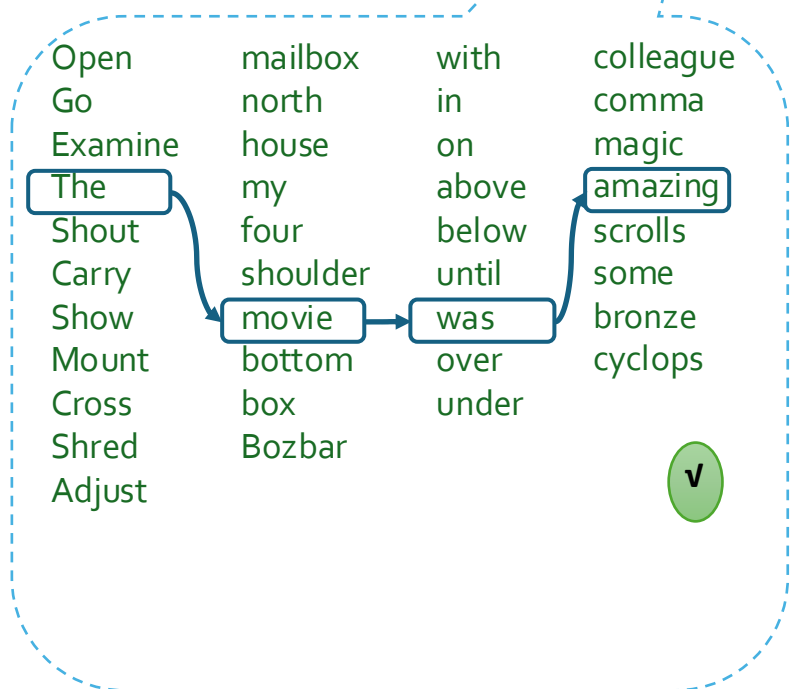 Open mailbox with colleague
Go north in comma
Examine house on magic
The my above amazing
Shout four below scrolls
Carry shoulder until some
Show movie was bronze
Mount bottom over cyclops
Cross box under
Shred Bozbar
Adjust
√